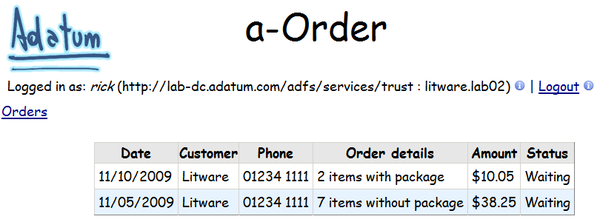 Adatum
a-Order
Logged in as: rick (http://lab-dc.adatum.com/adfs/services/trust : litware.lab02) | Logout
Orders
Date Customer Phone Order details Amount Status
11/10/2009 Litware 01234 1111 2 items with package $10.05 Waiting
11/05/2009 Litware 01234 1111 7 items without package $38.25 Waiting